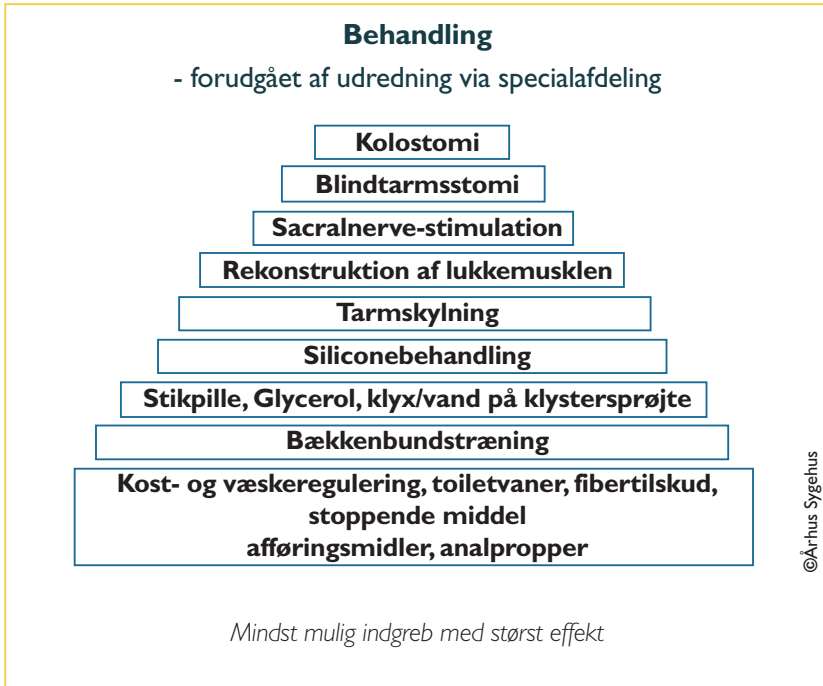 Behandling
- forudgået af udredning via specialafdeling
Kolostomi
Blindtarmsstomi
Sacralnerve-stimulation
Rekonstruktion af lukkemusklen
Tarmskylning
Siliconebehandling
Stikpille, Glycerol, klyx/vand på klystersprøjte
Bækkenbundstræning
Kost- og væskeregulering, toiletvaner, fibertilskud,
stoppende middel
afføringsmidler, analpropper
©Århus Sygehus
Mindst mulig indgreb med størst effekt